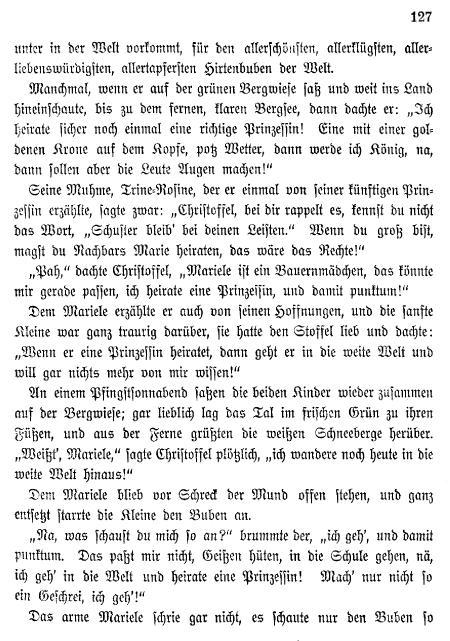 127
unter in der Welt vorkommt, für den allerschönsten, allerklügsten, aller-
liebenswürdigsten, allertapfersten Hirtenbuben der Welt.
Manchmal, wenn er auf der grünen Bergwiese saß und weit ins Land
hineinschaute, bis zu dem fernen, klaren Bergsee, dann dachte er: „Ich
heirate sicher noch einmal eine richtige Prinzessin! Eine mit einer gol-
denen Krone auf dem Kopfe, potz Wetter, dann werde ich König, na,
dann sollen aber die Leute Augen machen!“
Seine Muhme, Trine-Rosine, der er einmal von seiner künftigen Prin-
zessin erzählte, sagte zwar: „Christoffel, bei dir rappelt es, kennst du nicht
das Wort, „Schuster bleib' bei deinen Leisten.“ Wenn du groß bist,
magst du Nachbars Marie heiraten, das wäre das Rechte!“
„Pah,“ dachte Christoffel, „Mariele ist ein Bauernmädchen, das könnte
mir gerade passen, ich heirate eine Prinzessin, und damit punktum!“
Dem Mariele erzählte er auch von seinen Hoffnungen, und die sanfte
Kleine war ganz traurig darüber, sie hatte den Stoffel lieb und dachte:
„Wenn er eine Prinzessin heiratet, dann geht er in die weite Welt und
will gar nichts mehr von mir wissen!“
An einem Pfingstsonnabend saßen die beiden Kinder wieder zusammen
auf der Bergwiese; gar lieblich lag das Tal im frischen Grün zu ihren
Füßen, und aus der Ferne grüßten die weißen Schneeberge herüber.
„Weißt', Mariele,“ sagte Christoffel plötzlich, „ich wandere noch heute in die
weite Welt hinaus!“
Dem Mariele blieb vor Schreck der Mund offen stehen, und ganz
entsetzt starrte die Kleine den Buben an.
„Na, was schaust du mich so an?“ brummte der, „ich geh', und damit
punktum. Das paßt mir nicht, Geißen hüten, in die Schule gehen, nä,
ich geh' in die Welt und heirate eine Prinzessin! Mach' nur nicht so
ein Geschrei, ich geh'!“
Das arme Mariele schrie gar nicht, es schaute nur den Buben so